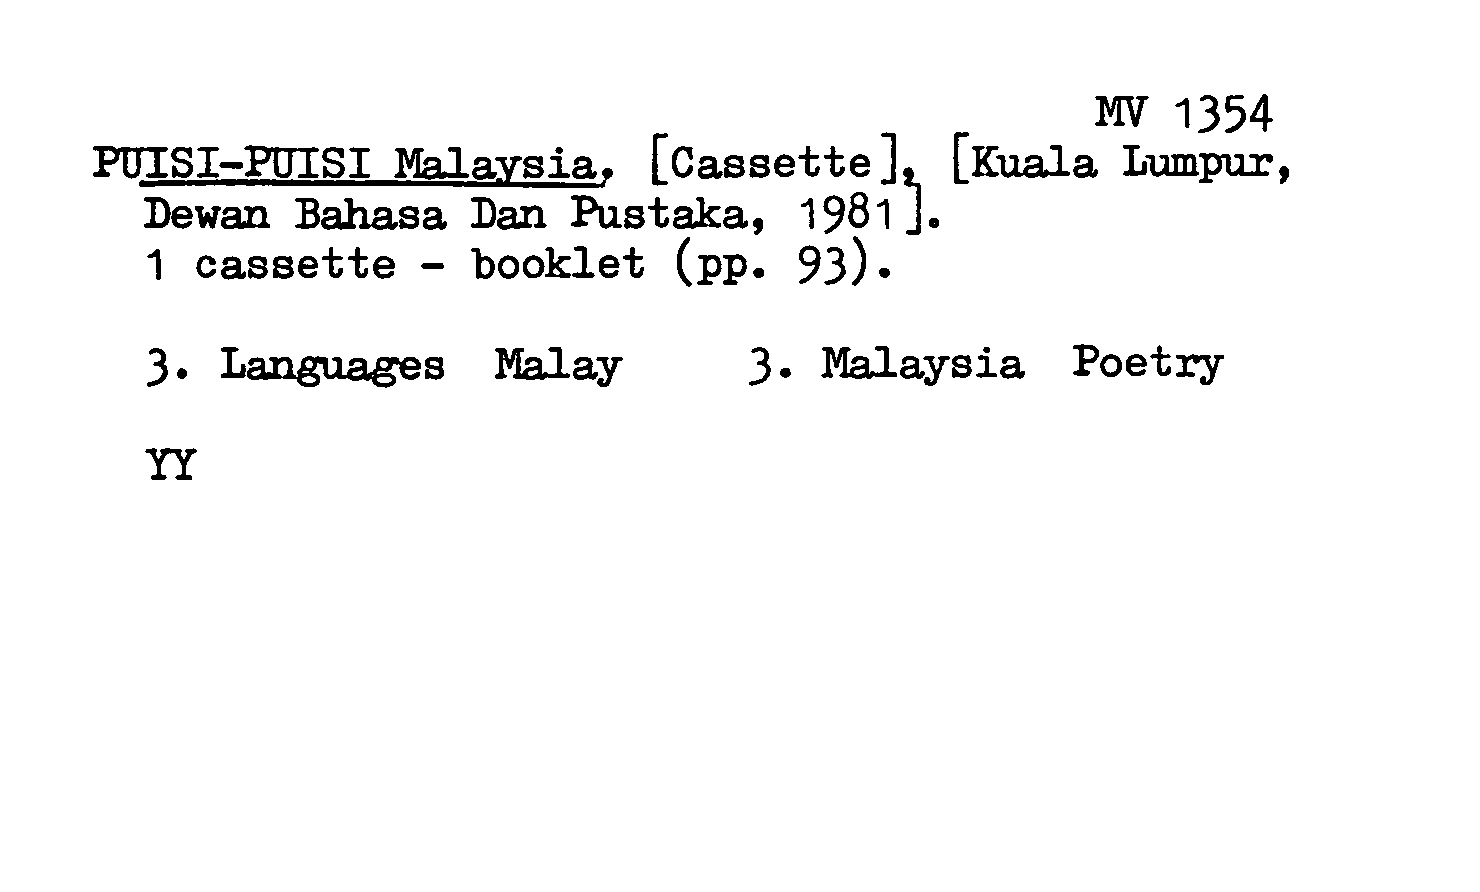 MV 1354
PUISI-PUISI Malaysia, [Cassette], [Kuala Lumpur,
Dewan Bahasa Dan Pustaka, 1981].
1 cassette - booklet (pp. 93).
3. Languages Malay 3. Malaysia Poetry
YY